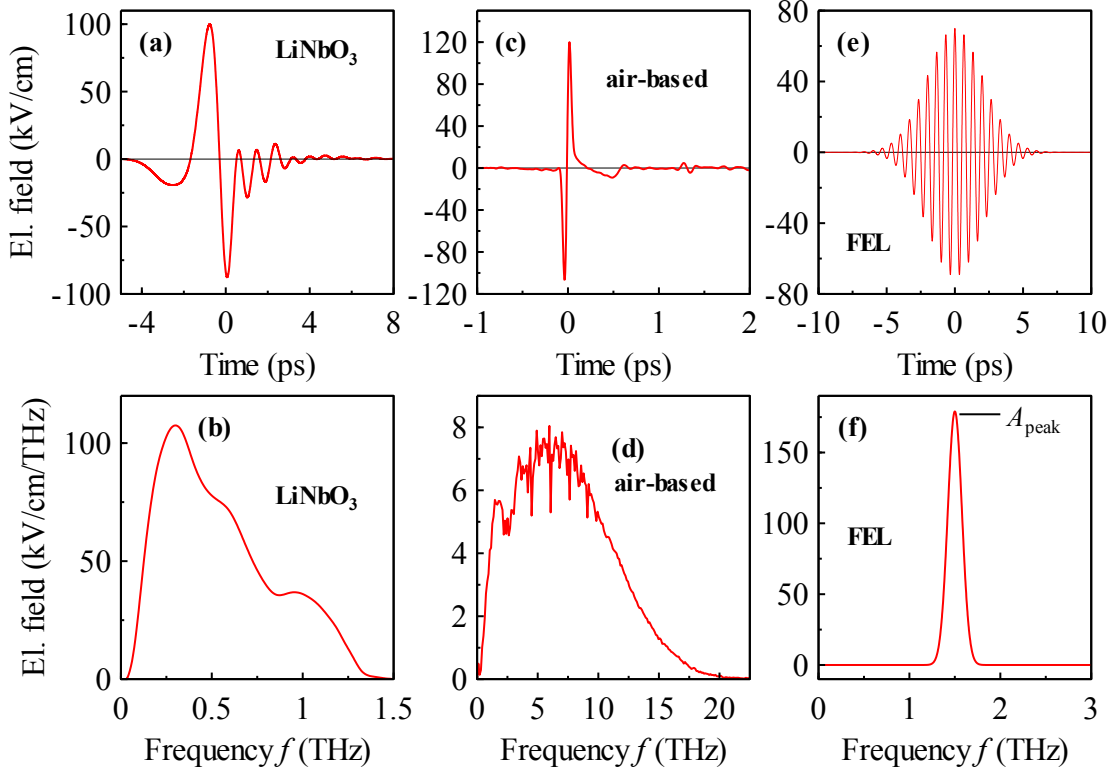 El. field (kV/cm)
(a)
LiNbO3
100
50
0
-50
-100
-4 0 4 8
Time (ps)
(c)
air-based
120
80
40
0
-40
-80
-120
-1 0 1 2
Time (ps)
(e)
FEL
80
40
0
-40
-80
-10 -5 0 5 10
Time (ps)
El. field (kV/cm/THz)
(b)
LiNbO3
100
50
0
0 0.5 1 1.5
Frequency f (THz)
(d)
air-based
8
6
4
2
0
0 5 10 15 20
Frequency f (THz)
(f)
Apeak
FEL
150
100
50
0
0 1 2 3
Frequency f (THz)